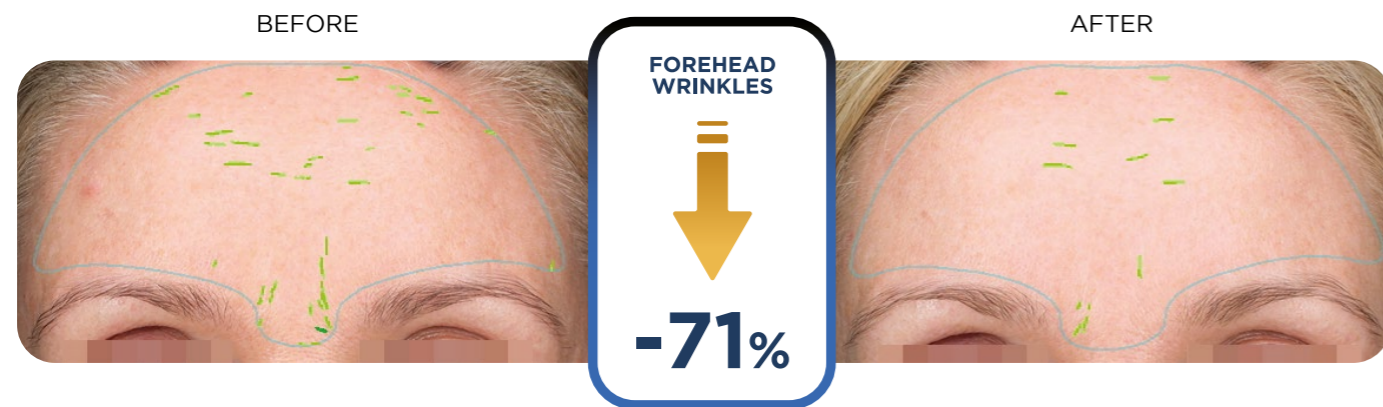 BEFORE
FOREHEAD
WRINKLES
-71%
AFTER